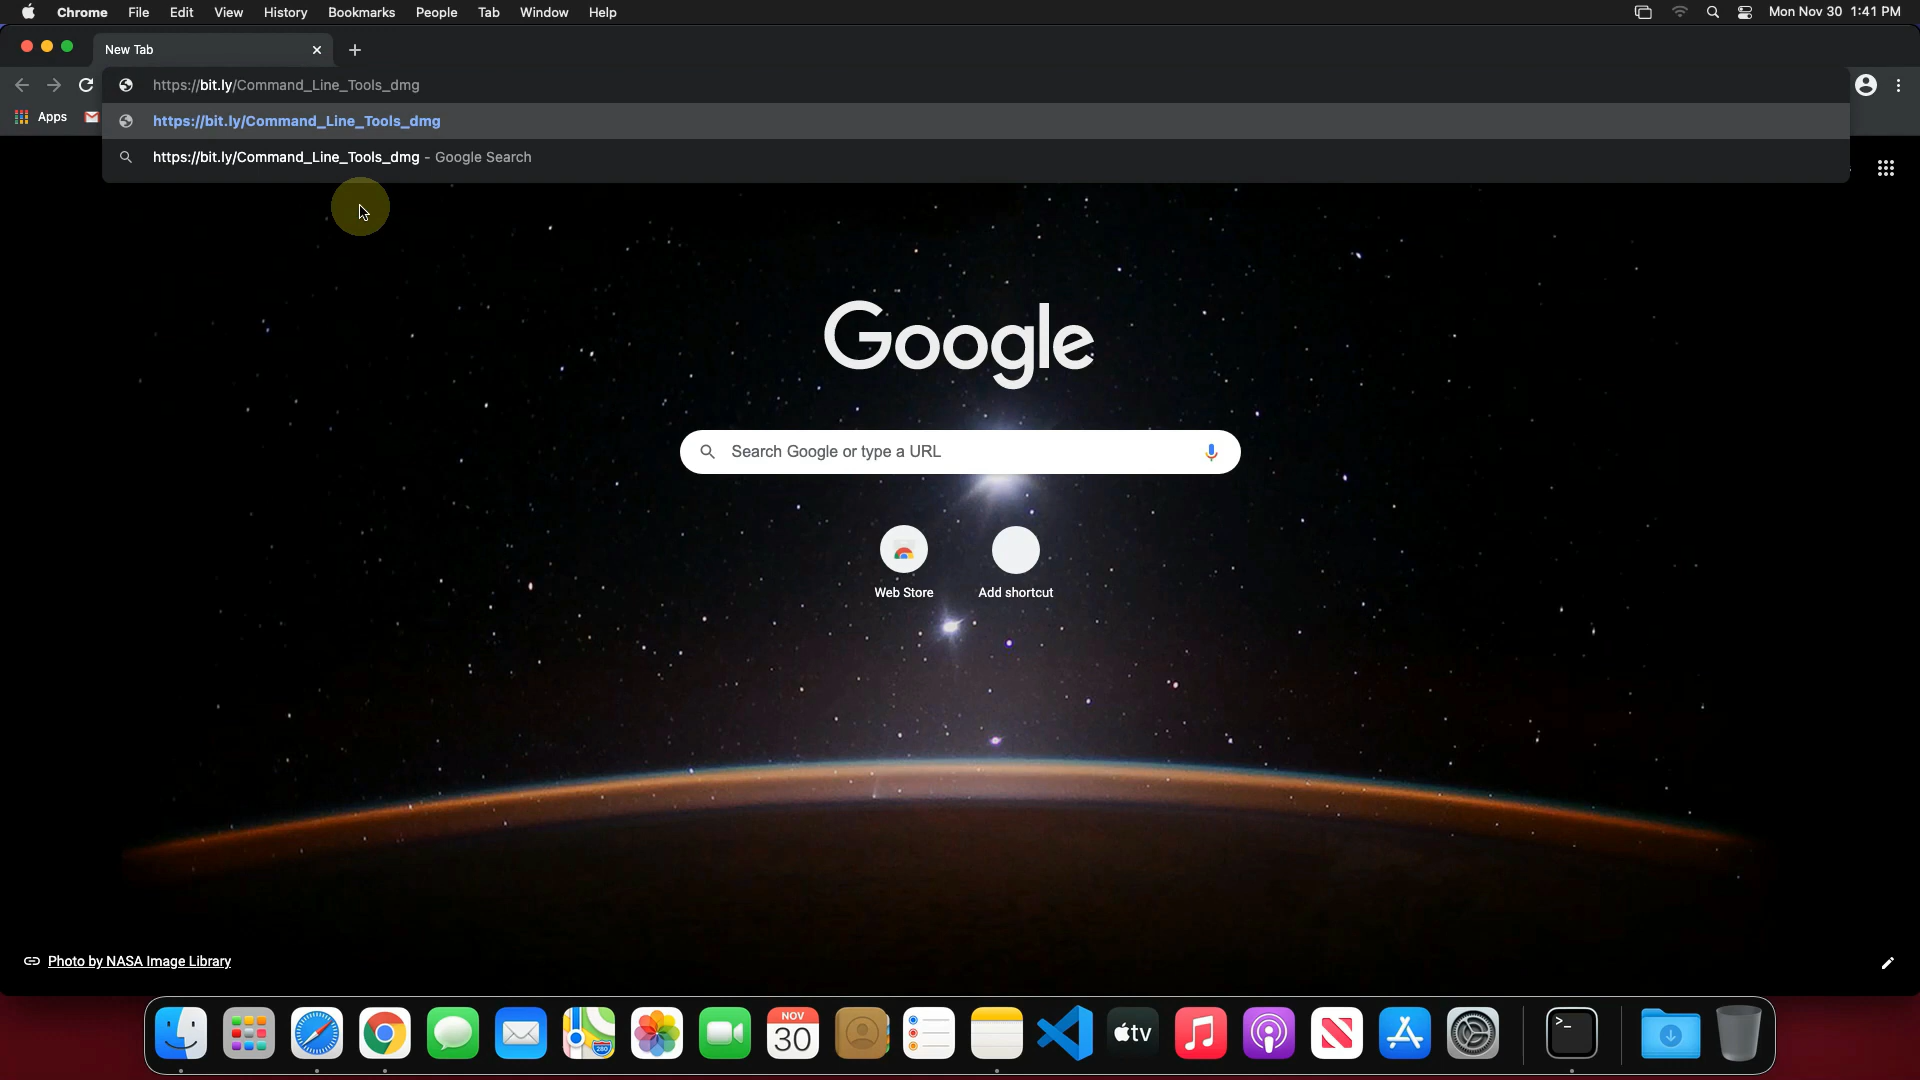 Chrome File Edit View History Bookmarks People Tab Window Help Mon Nov 30 1:41 PM
New Tab
https://bit.ly/Command_Line_Tools_dmg
Apps https://bit.ly/Command_Line_Tools_dmg
https://bit.ly/Command_Line_Tools_dmg - Google Search
Google
Search Google or type a URL
Web Store Add shortcut
Photo by NASA Image Library
NOV
30
tv
>_